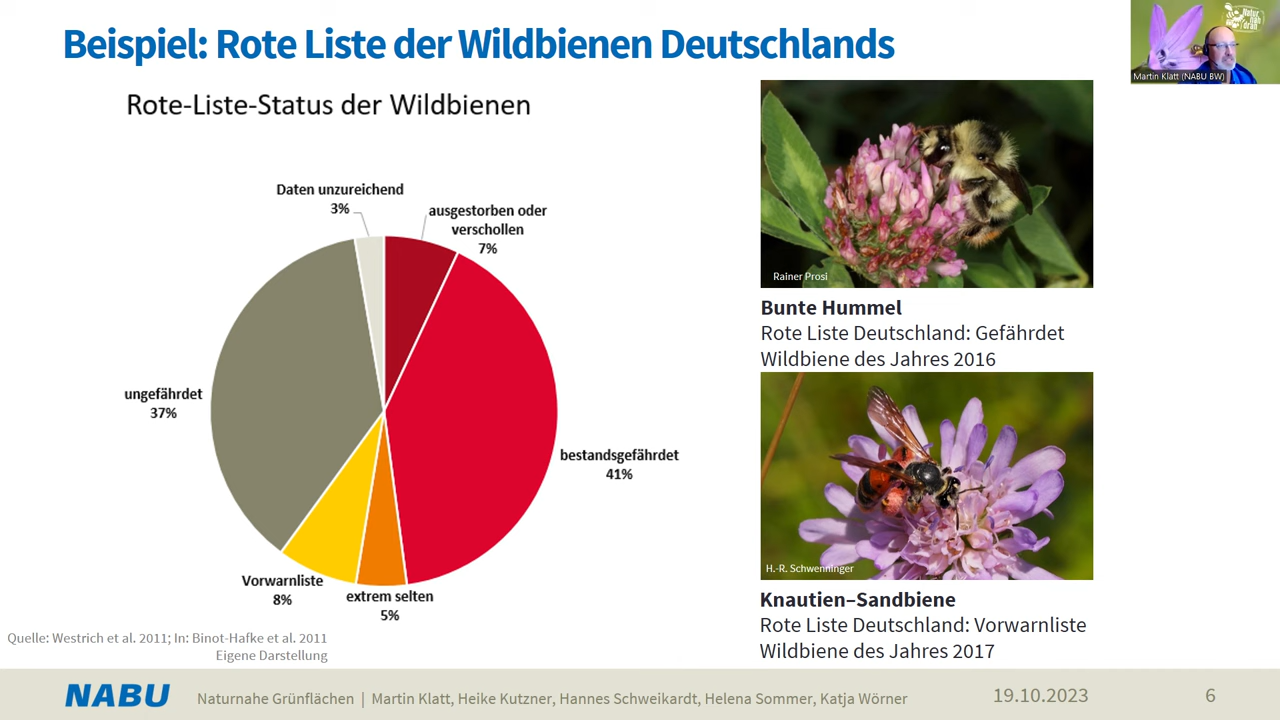 Beispiel: Rote Liste der Wildbienen Deutschlands
Martin Klatt (NABU BW)
Rote-Liste-Status der Wildbienen
Daten unzureichend
3%
ausgestorben oder
verschollen
7%
ungefährdet
37%
bestandsgefährdet
41%
Vorwarnliste
8%
extrem selten
5%
Quelle: Westrich et al. 2011; In: Binot-Hafke et al. 2011
Eigene Darstellung
Rainer Prosi
Bunte Hummel
Rote Liste Deutschland: Gefährdet
Wildbiene des Jahres 2016
H.-R. Schwenninger
Knautien–Sandbiene
Rote Liste Deutschland: Vorwarnliste
Wildbiene des Jahres 2017
NABU
Naturnahe Grünflächen | Martin Klatt, Heike Kutzner, Hannes Schweikardt, Helena Sommer, Katja Wörner
19.10.2023
6